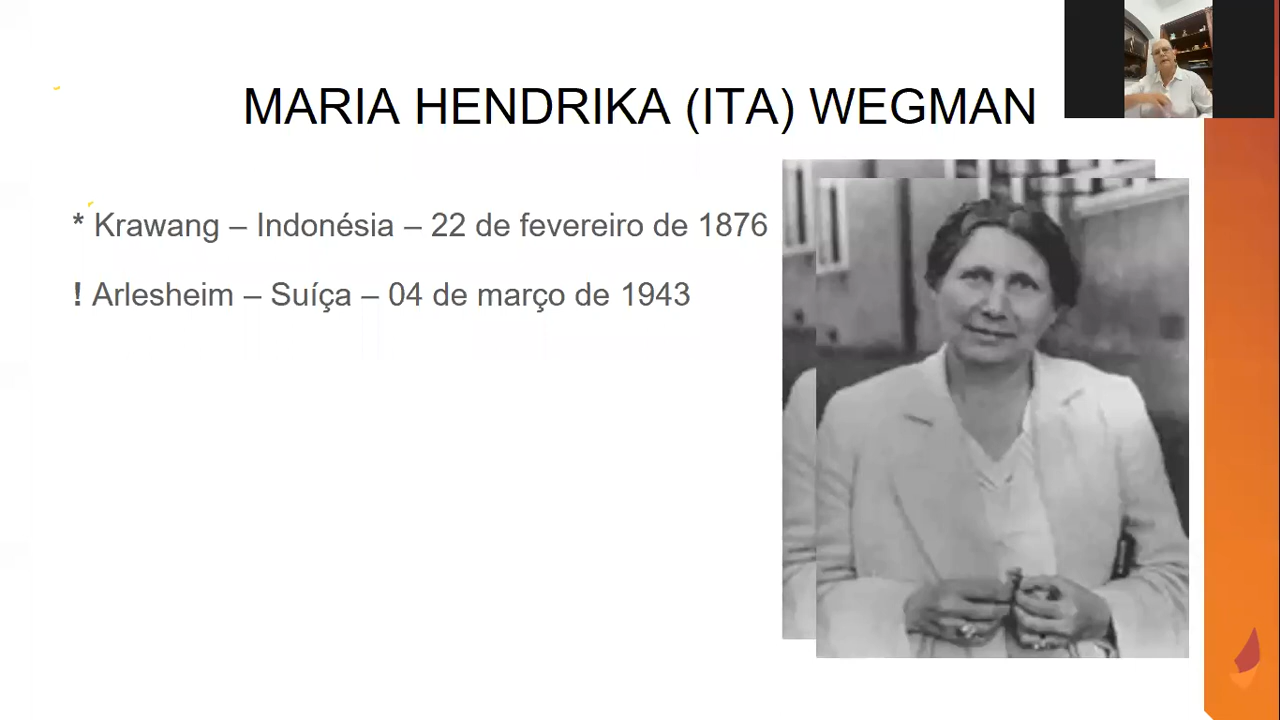 MARIA HENDRIKA (ITA) WEGMAN
* Krawang – Indonésia – 22 de fevereiro de 1876
! Arlesheim – Suíça – 04 de março de 1943